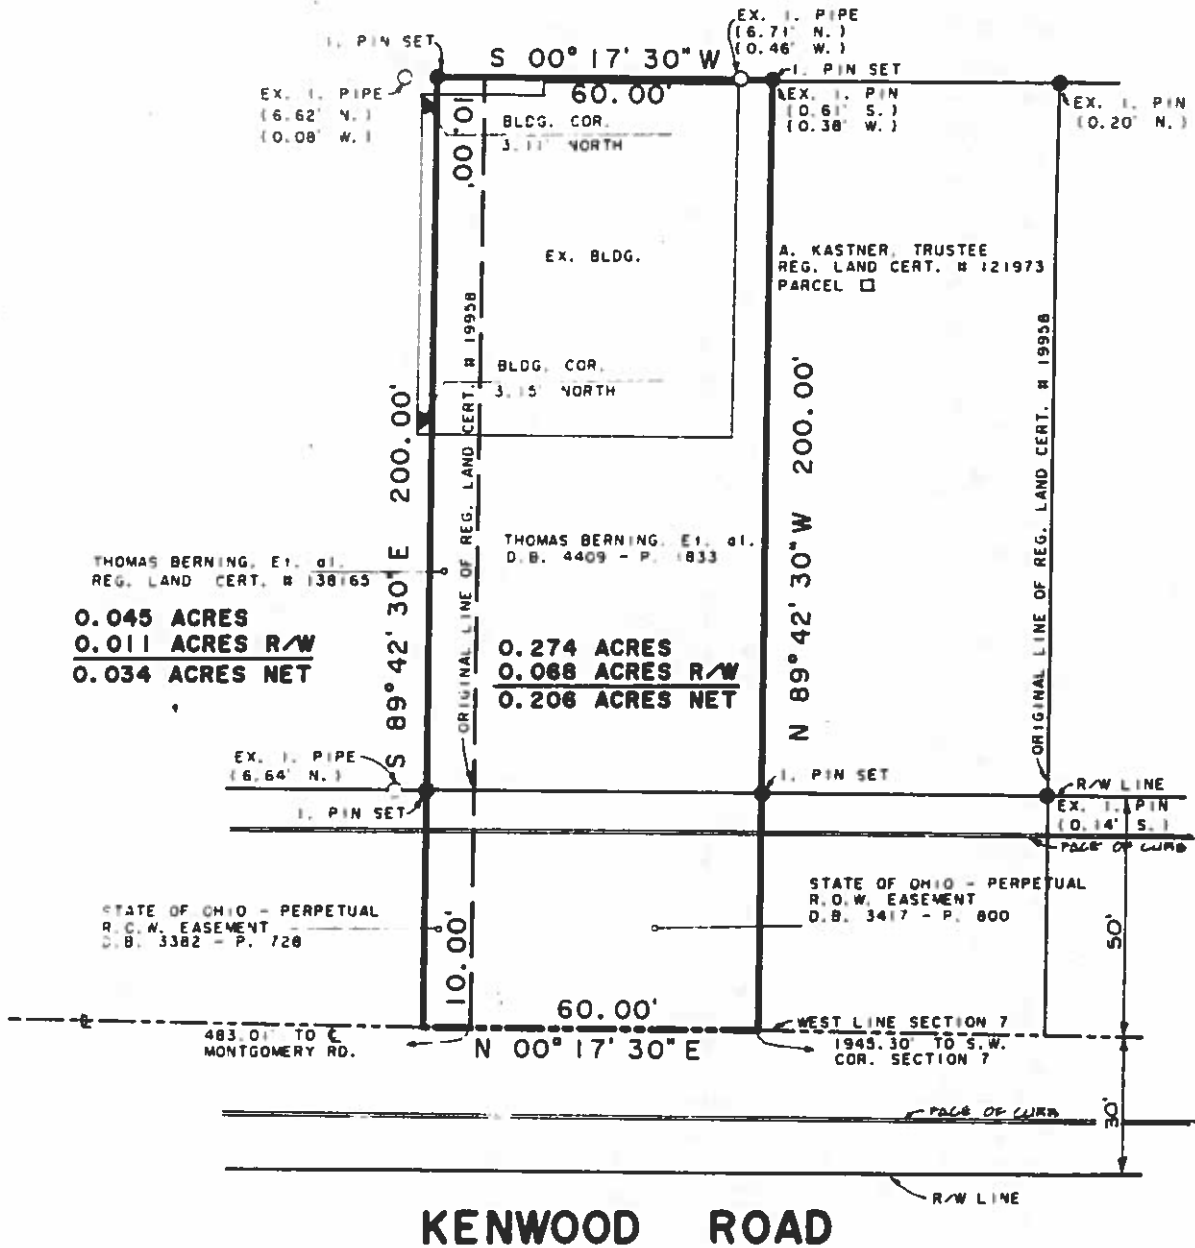 EX. I. PIPE
(6.71' N.)
(0.46' W.)
I. PIN SET
S 00° 17' 30" W
60.00'
I. PIN SET
EX. I. PIN
(0.61' S.)
(0.38' W.)
EX. I. PIPE
(6.62' N.)
(0.08' W.)
EX. I. PIN
(0.20' N.)
10.00'
BLDG. COR.
3.11' NORTH
EX. BLDG.
A. KASTNER, TRUSTEE
REG. LAND CERT. # 121973
PARCEL
BLDG. COR.
3.15' NORTH
S 89° 42' 30" E 200.00'
ORIGINAL LINE OF REG. LAND CERT. # 19958
N 89° 42' 30" W 200.00'
ORIGINAL LINE OF REG. LAND CERT. # 19958
THOMAS BERNING, Et. al.
REG. LAND CERT. # 138165
THOMAS BERNING, Et. al.
D.B. 4409 - P. 1833
0.045 ACRES
0.011 ACRES R/W
0.034 ACRES NET
0.274 ACRES
0.068 ACRES R/W
0.206 ACRES NET
EX. I. PIPE
(6.64' N.)
I. PIN SET
I. PIN SET
R/W LINE
EX. I. PIN
(0.14' S.)
FACE OF CURB
STATE OF OHIO - PERPETUAL
R.O.W. EASEMENT
D.B. 3382 - P. 728
STATE OF OHIO - PERPETUAL
R.O.W. EASEMENT
D.B. 3417 - P. 800
10.00'
50'
60.00'
483.01' TO ℄
MONTGOMERY RD.
N 00° 17' 30" E
WEST LINE SECTION 7
1945.30' TO S.W.
COR. SECTION 7
FACE OF CURB
30'
R/W LINE
KENWOOD ROAD